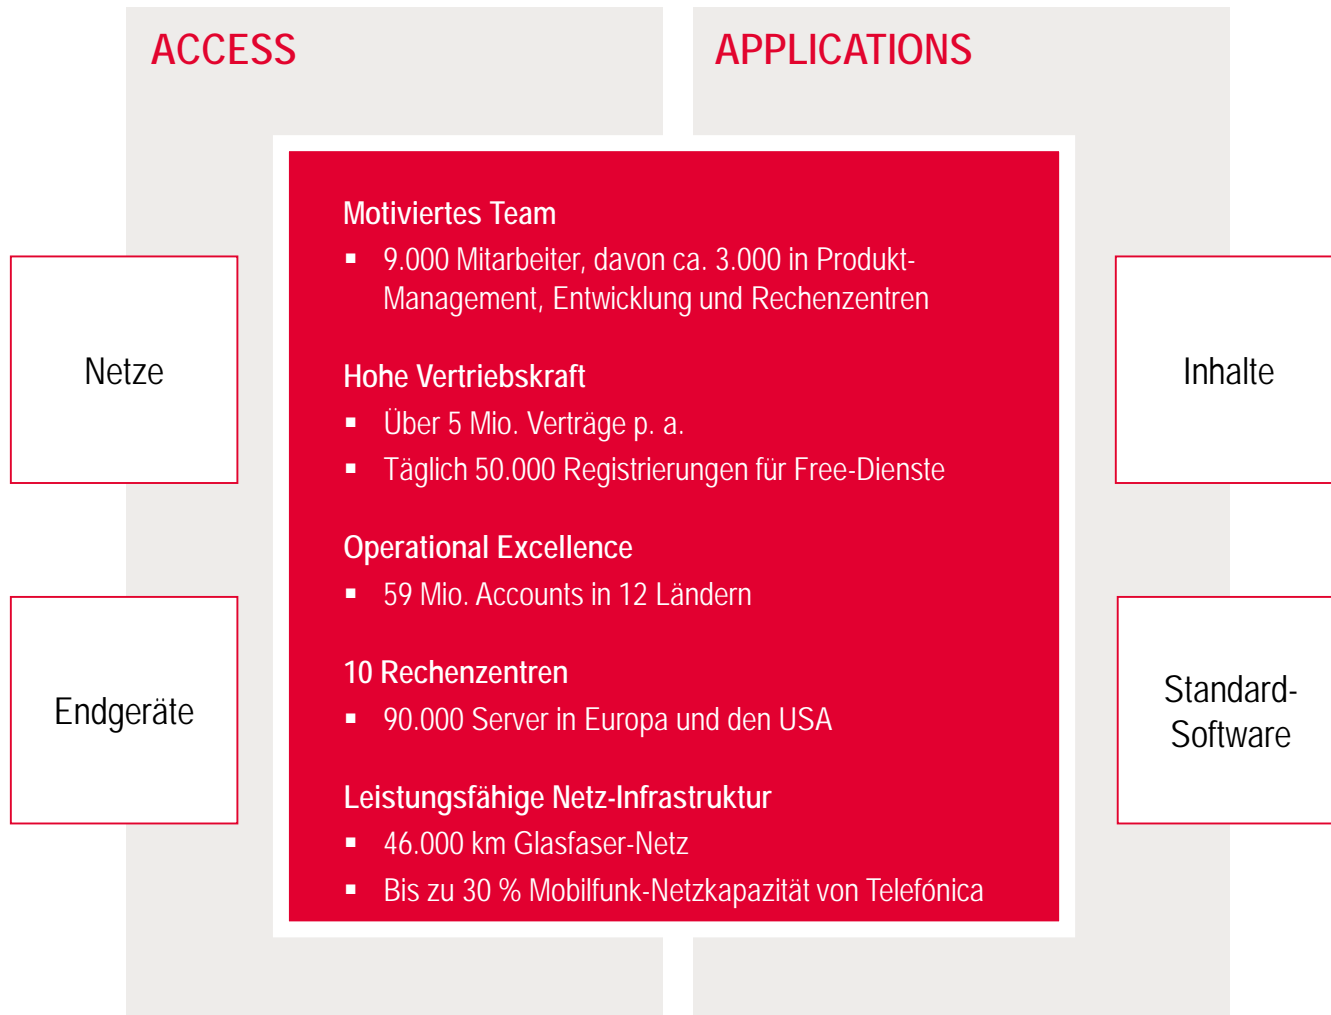 ACCESS
APPLICATIONS
Motiviertes Team
▪ 9.000 Mitarbeiter, davon ca. 3.000 in Produkt-
Management, Entwicklung und Rechenzentren
Hohe Vertriebskraft
▪ Über 5 Mio. Verträge p. a.
▪ Täglich 50.000 Registrierungen für Free-Dienste
Operational Excellence
▪ 59 Mio. Accounts in 12 Ländern
10 Rechenzentren
▪ 90.000 Server in Europa und den USA
Leistungsfähige Netz-Infrastruktur
▪ 46.000 km Glasfaser-Netz
▪ Bis zu 30 % Mobilfunk-Netzkapazität von Telefónica
Netze
Endgeräte
Inhalte
Standard-
Software